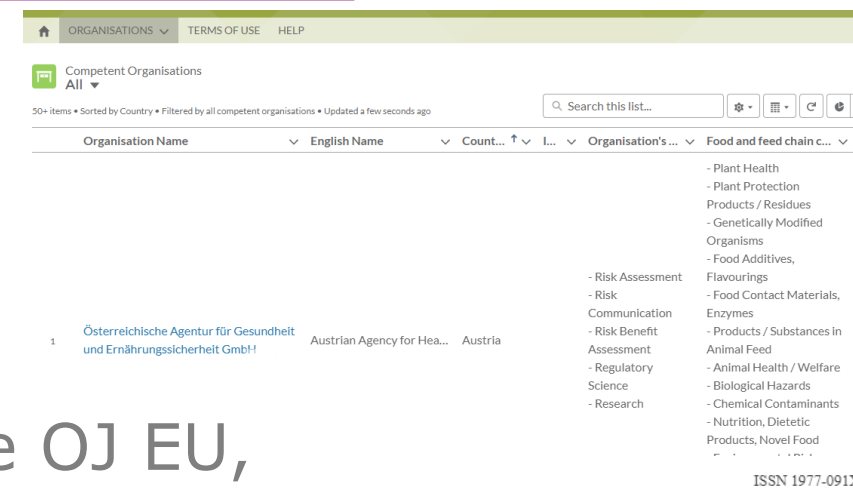 ORGANISATIONS TERMS OF USE HELP
Competent Organisations
All
50+ items • Sorted by Country • Filtered by all competent organisations • Updated a few seconds ago
Search this list...
Organisation Name English Name Count... ↑ I... Organisation's ... Food and feed chain c...
- Plant Health
- Plant Protection
Products / Residues
- Genetically Modified
Organisms
- Food Additives,
Flavourings
- Food Contact Materials,
Enzymes
- Products / Substances in
Animal Feed
- Animal Health / Welfare
- Biological Hazards
- Chemical Contaminants
- Nutrition, Dietetic
Products, Novel Food
- Risk Assessment
- Risk
Communication
- Risk Benefit
Assessment
- Regulatory
Science
- Research
1 Österreichische Agentur für Gesundheit
und Ernährungssicherheit GmbH
Austrian Agency for Hea... Austria
e OJ EU,
ISSN 1977-091X